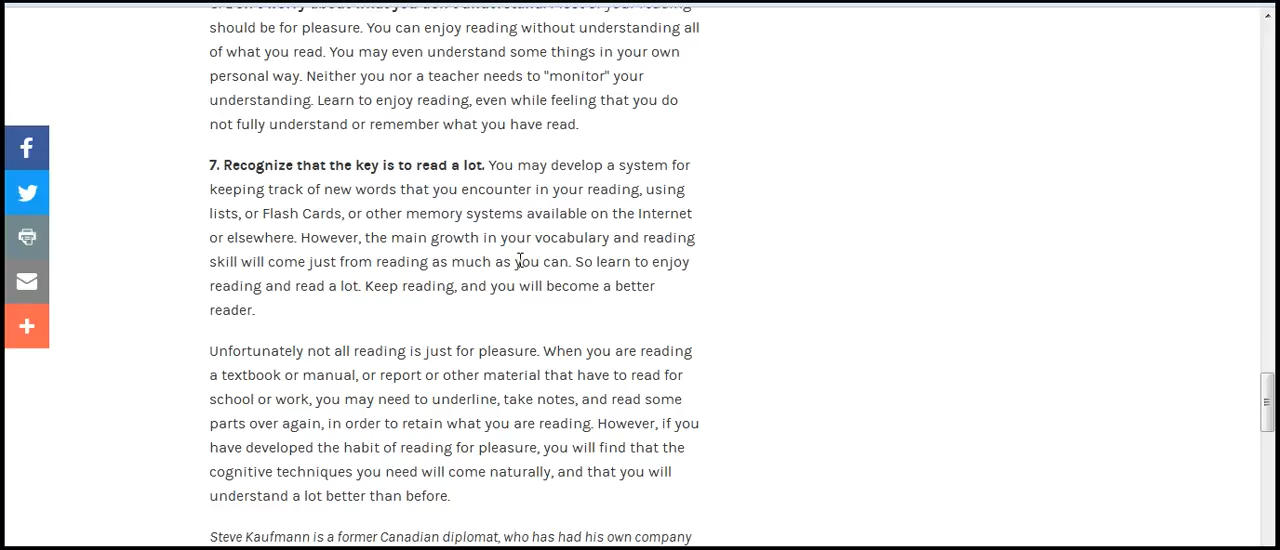 should be for pleasure. You can enjoy reading without understanding all
of what you read. You may even understand some things in your own
personal way. Neither you nor a teacher needs to "monitor" your
understanding. Learn to enjoy reading, even while feeling that you do
not fully understand or remember what you have read.
7. Recognize that the key is to read a lot. You may develop a system for
keeping track of new words that you encounter in your reading, using
lists, or Flash Cards, or other memory systems available on the Internet
or elsewhere. However, the main growth in your vocabulary and reading
skill will come just from reading as much as you can. So learn to enjoy
reading and read a lot. Keep reading, and you will become a better
reader.
Unfortunately not all reading is just for pleasure. When you are reading
a textbook or manual, or report or other material that have to read for
school or work, you may need to underline, take notes, and read some
parts over again, in order to retain what you are reading. However, if you
have developed the habit of reading for pleasure, you will find that the
cognitive techniques you need will come naturally, and that you will
understand a lot better than before.
Steve Kaufmann is a former Canadian diplomat, who has had his own company